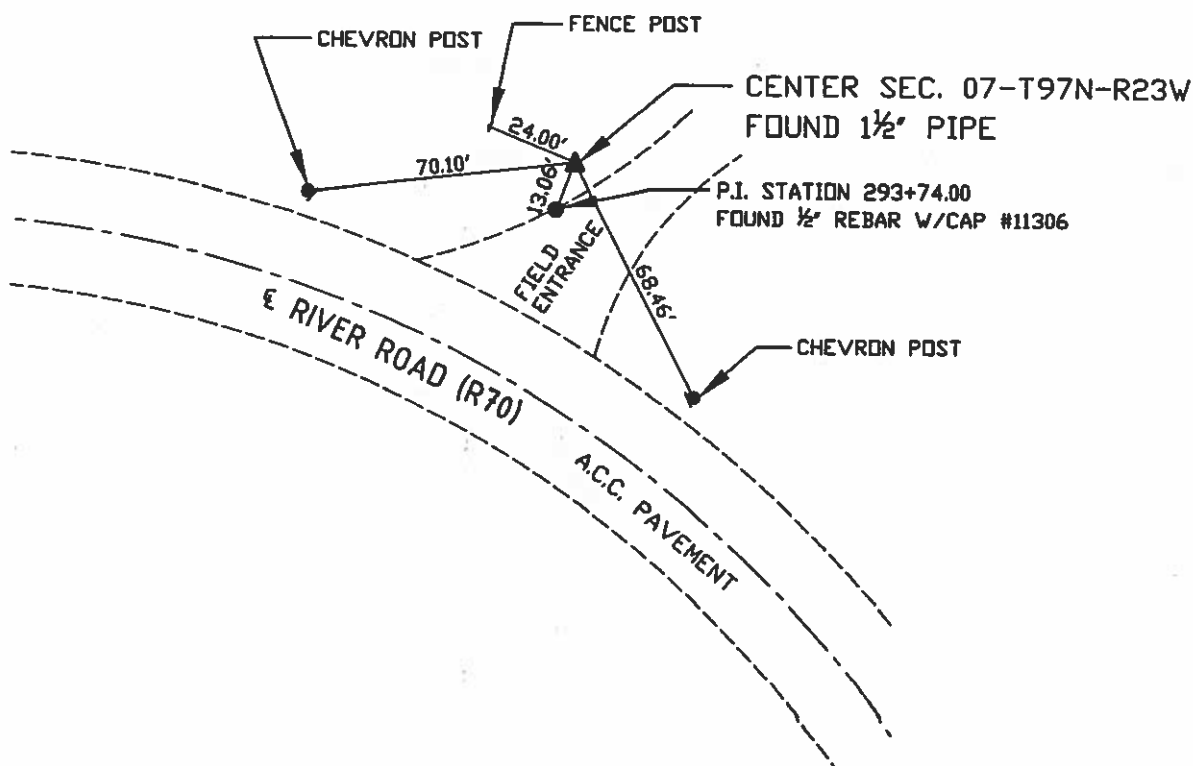 FENCE POST
CHEVRON POST
CENTER SEC. 07-T97N-R23W
FOUND 1½" PIPE
24.00'
70.10'
13.06'
P.I. STATION 293+74.00
FOUND ½" REBAR W/CAP #11306
FIELD
ENTRANCE
68.46'
℄ RIVER ROAD (R70)
CHEVRON POST
A.C.C. PAVEMENT